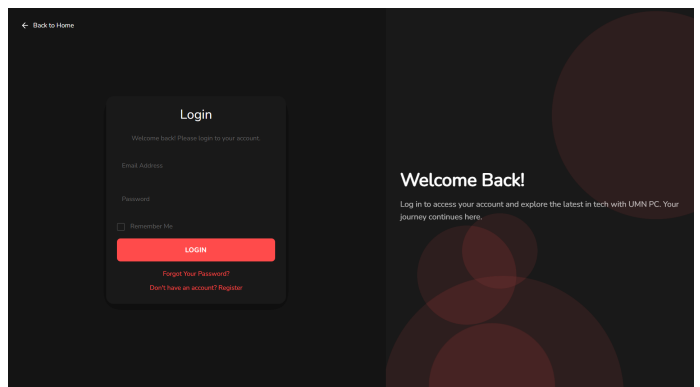 Back to Home
Login
Welcome back! Please login to your account.
Email Address
Password
Remember Me
LOGIN
Forgot Your Password?
Don't have an account? Register
Welcome Back!
Log in to access your account and explore the latest in tech with UMN PC. Your
journey continues here.